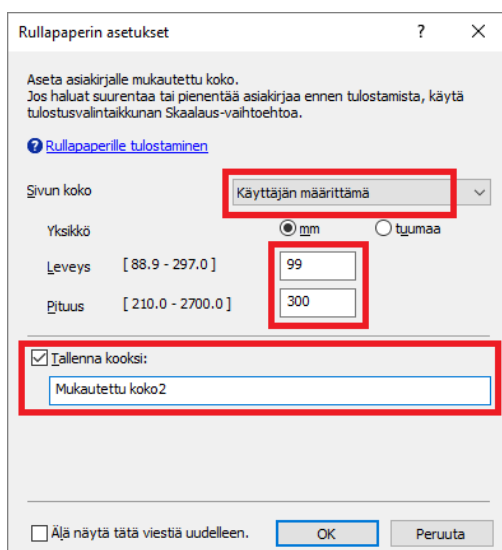 Rullapaperin asetukset
Aseta asiakirjalle mukautettu koko.
Jos haluat suurentaa tai pienentää asiakirjaa ennen tulostamista, käytä
tulostusvalintaikkunan Skaalaus-vaihtoehtoa.
Rullapaperille tulostaminen
Sivun koko Käyttäjän määrittämä
Yksikkö mm tuumaa
Leveys [ 88.9 - 297.0 ] 99
Pituus [ 210.0 - 2700.0 ] 300
Tallenna kooksi:
Mukautettu koko2
Älä näytä tätä viestiä uudelleen. OK Peruuta